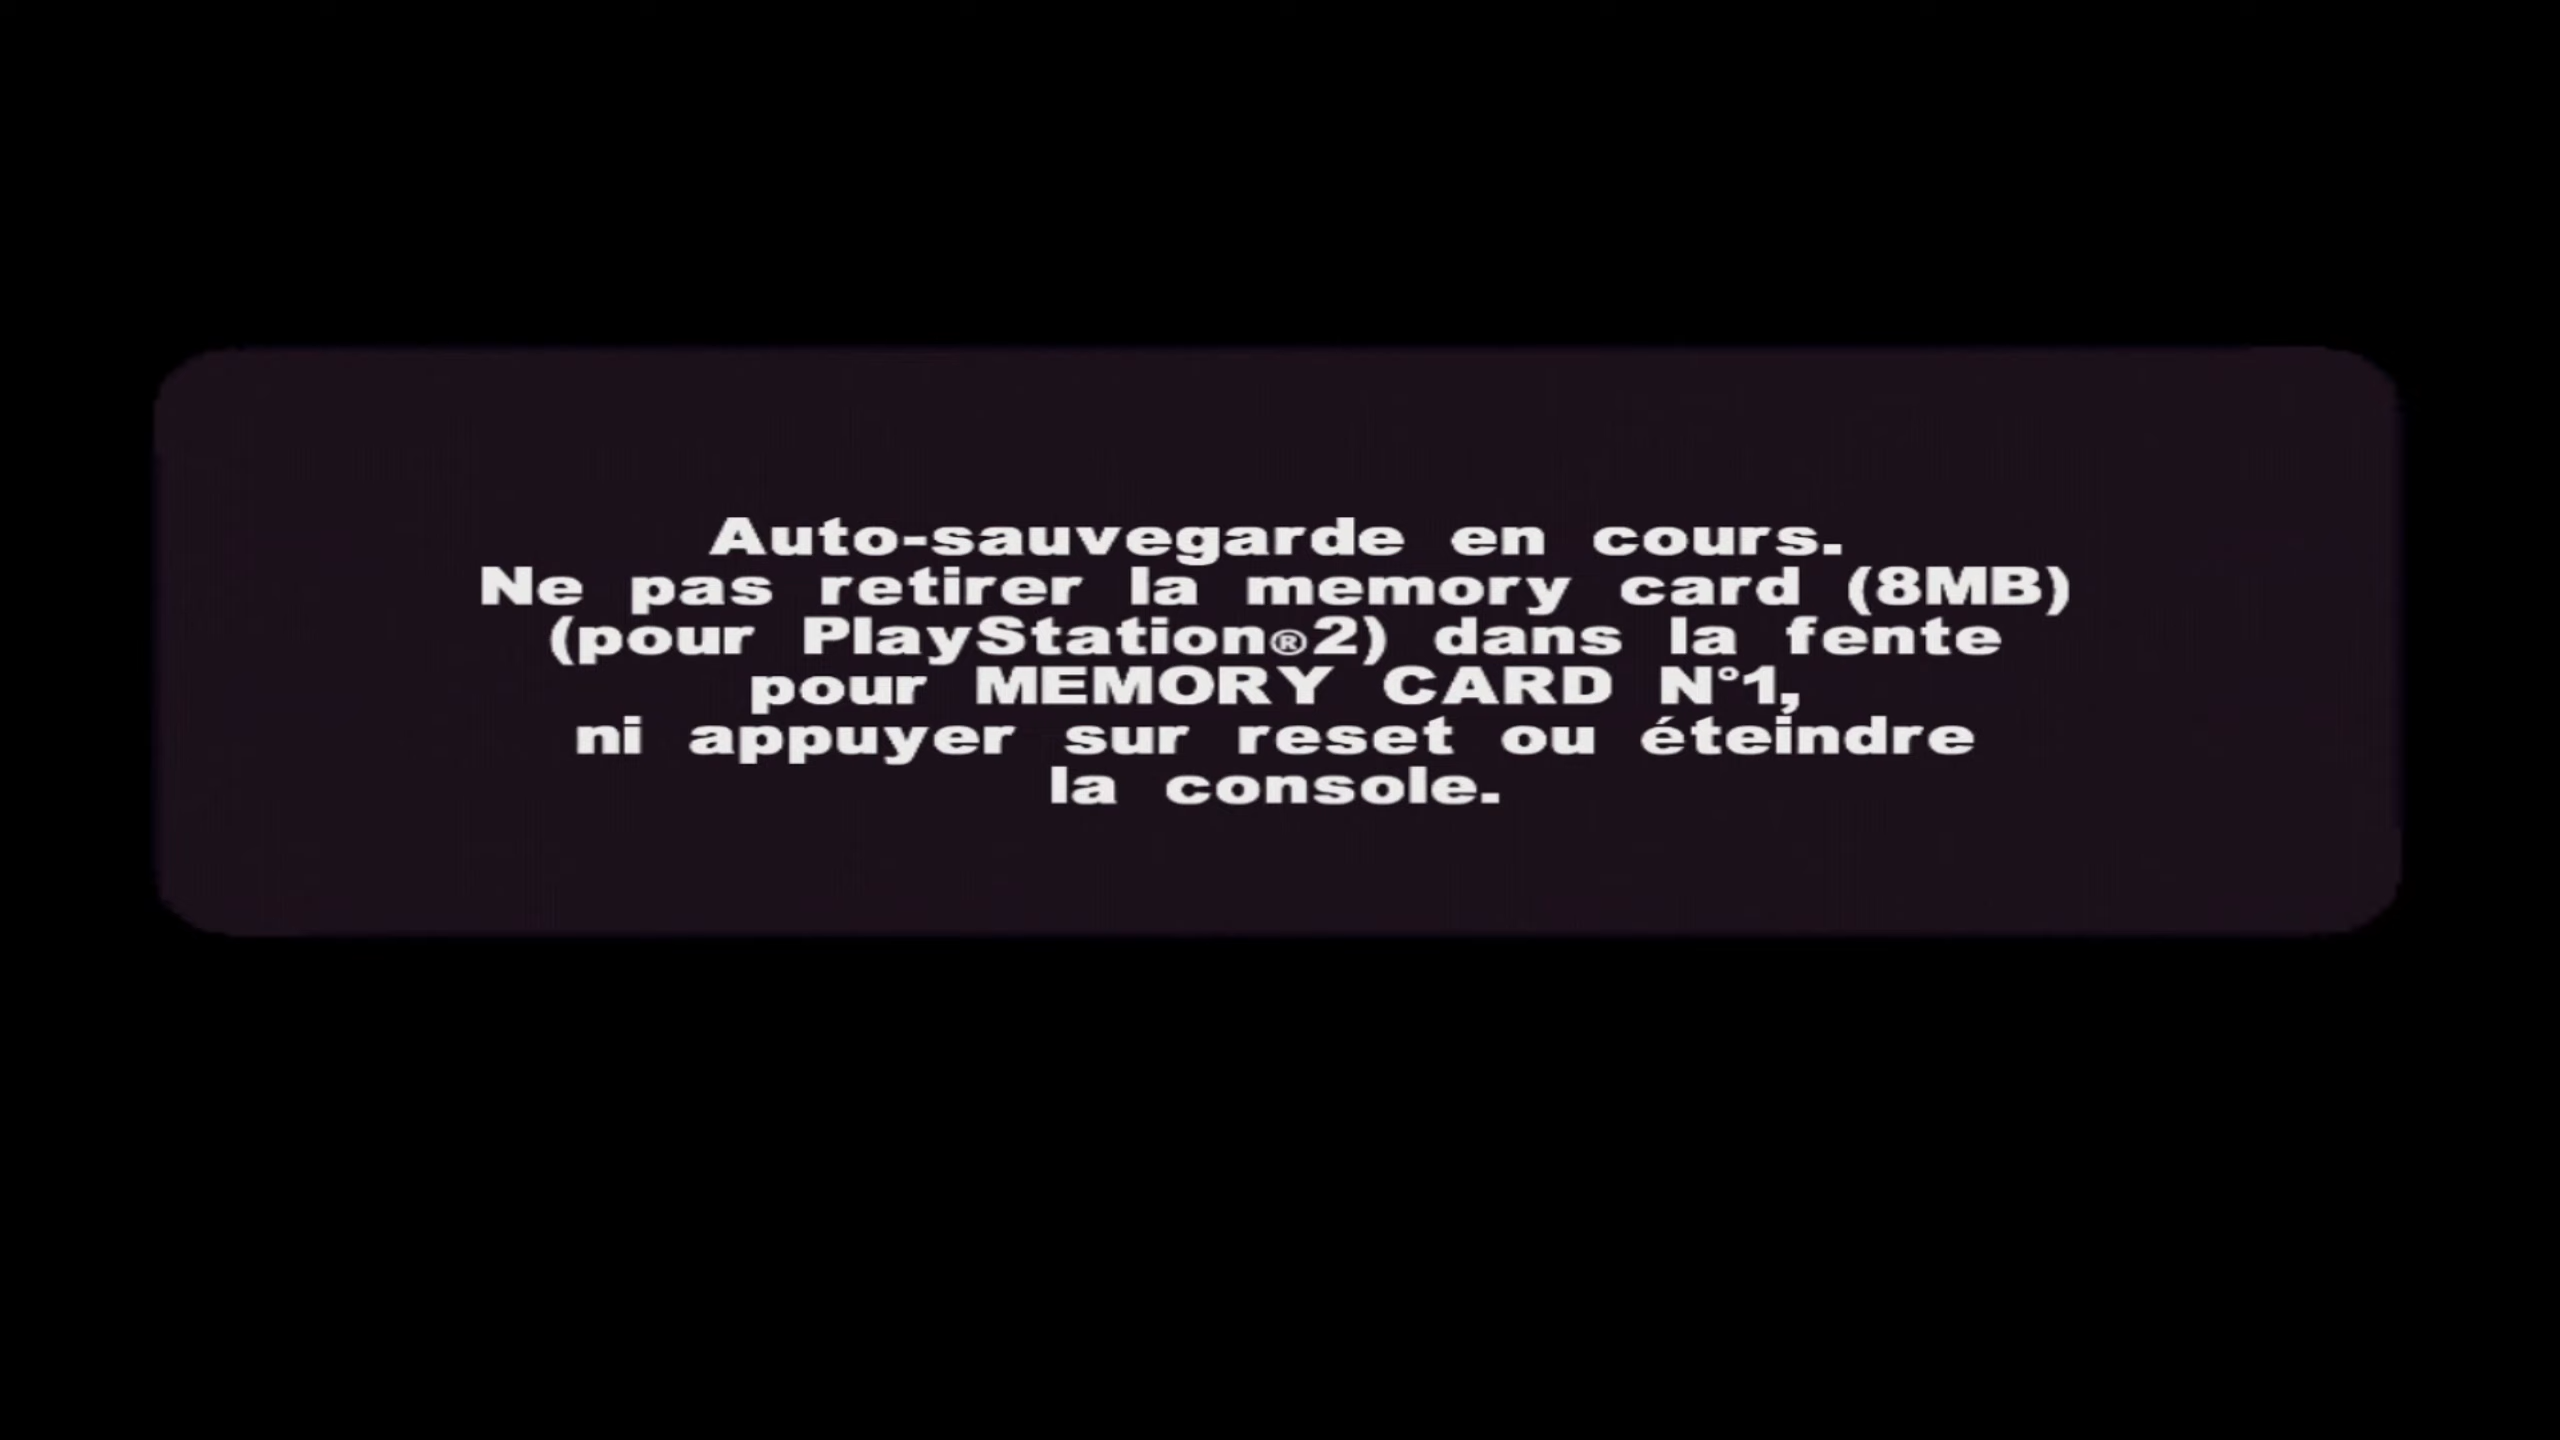 Auto-sauvegarde en cours.
Ne pas retirer la memory card (8MB)
(pour PlayStation®2) dans la fente
pour MEMORY CARD N°1,
ni appuyer sur reset ou éteindre
la console.